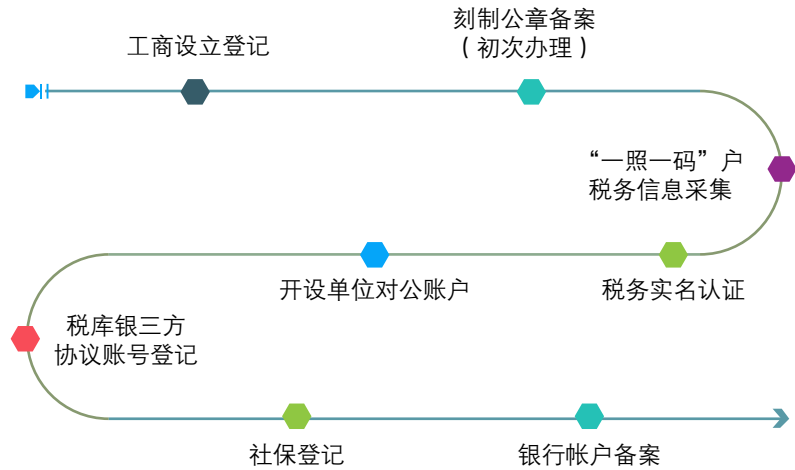 工商设立登记
刻制公章备案
（初次办理）
“一照一码”户
税务信息采集
税务实名认证
开设单位对公账户
税库银三方
协议账号登记
社保登记
银行帐户备案